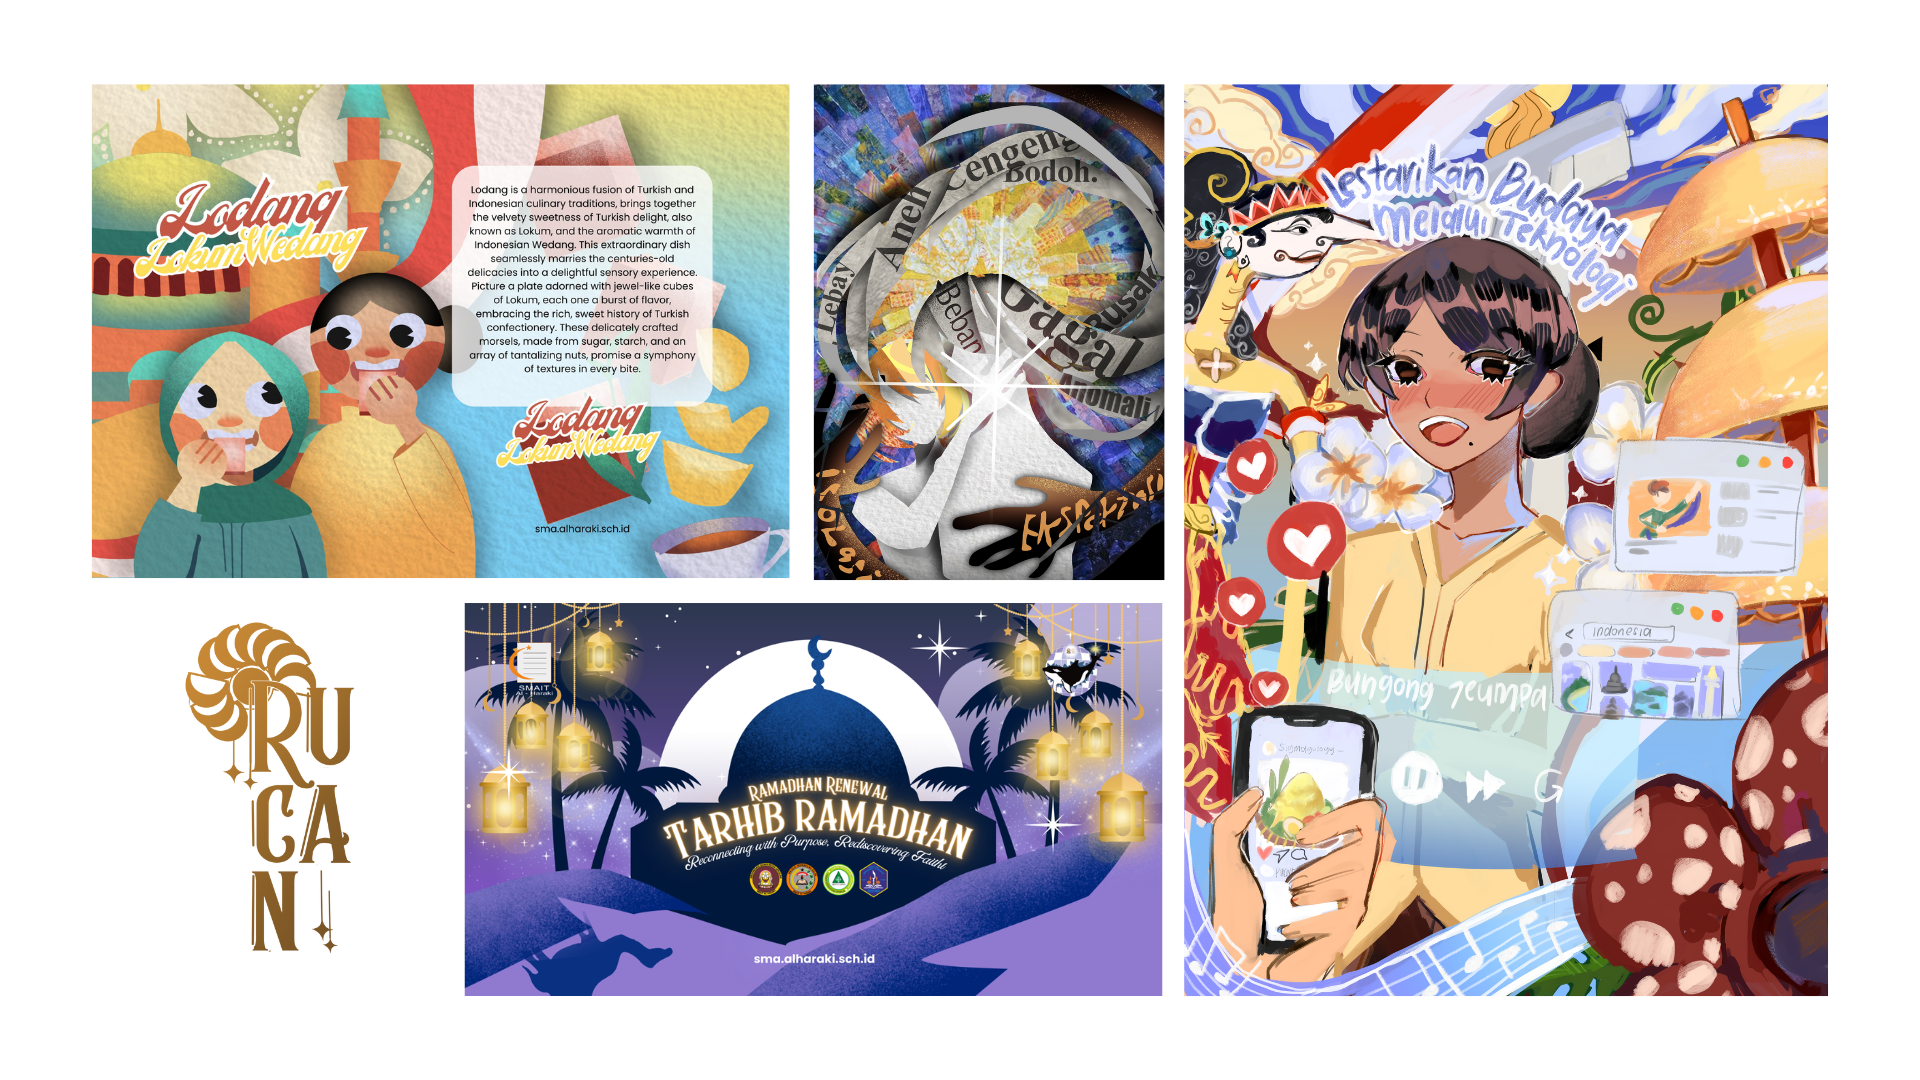 Lodang
LokumWedang
Lodang is a harmonious fusion of Turkish and
Indonesian culinary traditions, brings together
the velvety sweetness of Turkish delight, also
known as Lokum, and the aromatic warmth of
Indonesian Wedang. This extraordinary dish
seamlessly marries the centuries-old
delicacies into a delightful sensory experience.
Picture a plate adorned with jewel-like cubes
of Lokum, each one a burst of flavor,
embracing the rich, sweet history of Turkish
confectionery. These delicately crafted
morsels, made from sugar, starch, and an
array of tantalizing nuts, promise a symphony
of textures in every bite.
Lodang
LokumWedang
sma.alharaki.sch.id
Bodoh.
Aneh
Lebay
Beban
Gagal
Rusak
Anomali
Lestarikan Budaya
Melalui Teknologi
indonesia
Bungong Jeumpa
RU
CA
N
SMAIT
Al - Haraki
RAMADHAN RENEWAL
TARHIB RAMADHAN
Reconnecting with Purpose, Rediscovering Faith
sma.alharaki.sch.id